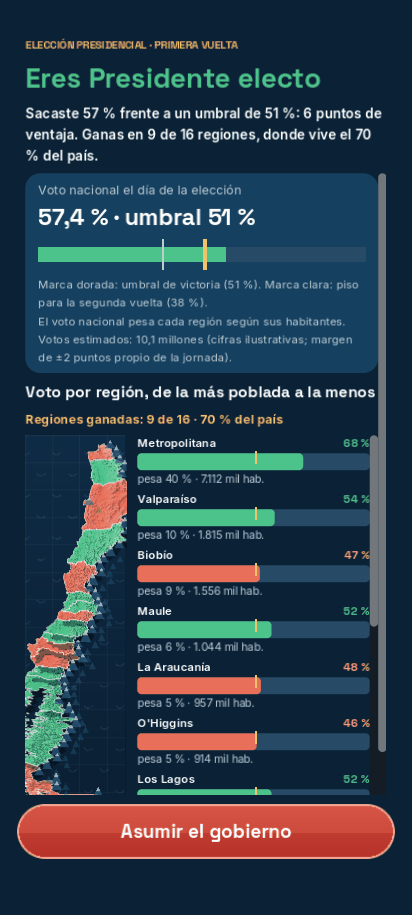 ELECCIÓN PRESIDENCIAL · PRIMERA VUELTA
Eres Presidente electo
Sacaste 57 % frente a un umbral de 51 %: 6 puntos de
ventaja. Ganas en 9 de 16 regiones, donde vive el 70
% del país.
Voto nacional el día de la elección
57,4 % · umbral 51 %
Marca dorada: umbral de victoria (51 %). Marca clara: piso
para la segunda vuelta (38 %).
El voto nacional pesa cada región según sus habitantes.
Votos estimados: 10,1 millones (cifras ilustrativas; margen
de ±2 puntos propio de la jornada).
Voto por región, de la más poblada a la menos
Regiones ganadas: 9 de 16 · 70 % del país
Metropolitana 68 %
pesa 40 % · 7.112 mil hab.
Valparaíso 54 %
pesa 10 % · 1.815 mil hab.
Biobío 47 %
pesa 9 % · 1.556 mil hab.
Maule 52 %
pesa 6 % · 1.044 mil hab.
La Araucanía 48 %
pesa 5 % · 957 mil hab.
O'Higgins 46 %
pesa 5 % · 914 mil hab.
Los Lagos 52 %
Asumir el gobierno